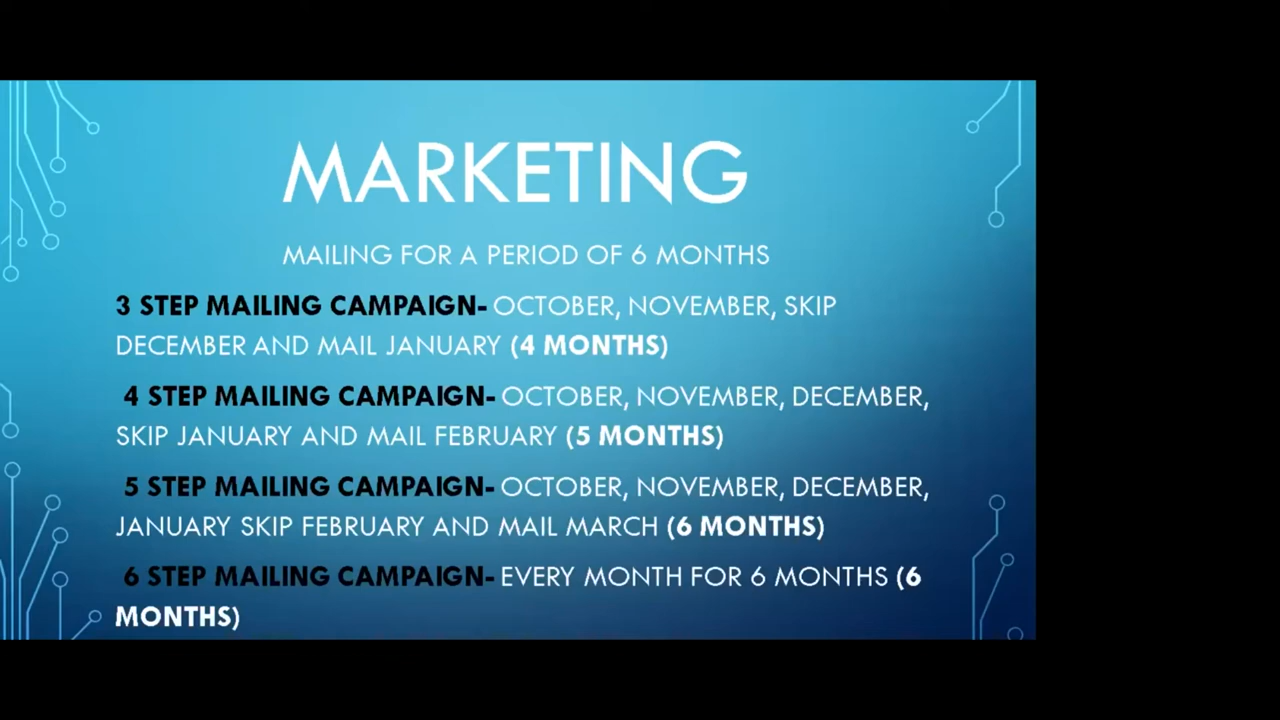 MARKETING
MAILING FOR A PERIOD OF 6 MONTHS
3 STEP MAILING CAMPAIGN- OCTOBER, NOVEMBER, SKIP
DECEMBER AND MAIL JANUARY (4 MONTHS)
4 STEP MAILING CAMPAIGN- OCTOBER, NOVEMBER, DECEMBER,
SKIP JANUARY AND MAIL FEBRUARY (5 MONTHS)
5 STEP MAILING CAMPAIGN- OCTOBER, NOVEMBER, DECEMBER,
JANUARY SKIP FEBRUARY AND MAIL MARCH (6 MONTHS)
6 STEP MAILING CAMPAIGN- EVERY MONTH FOR 6 MONTHS (6
MONTHS)